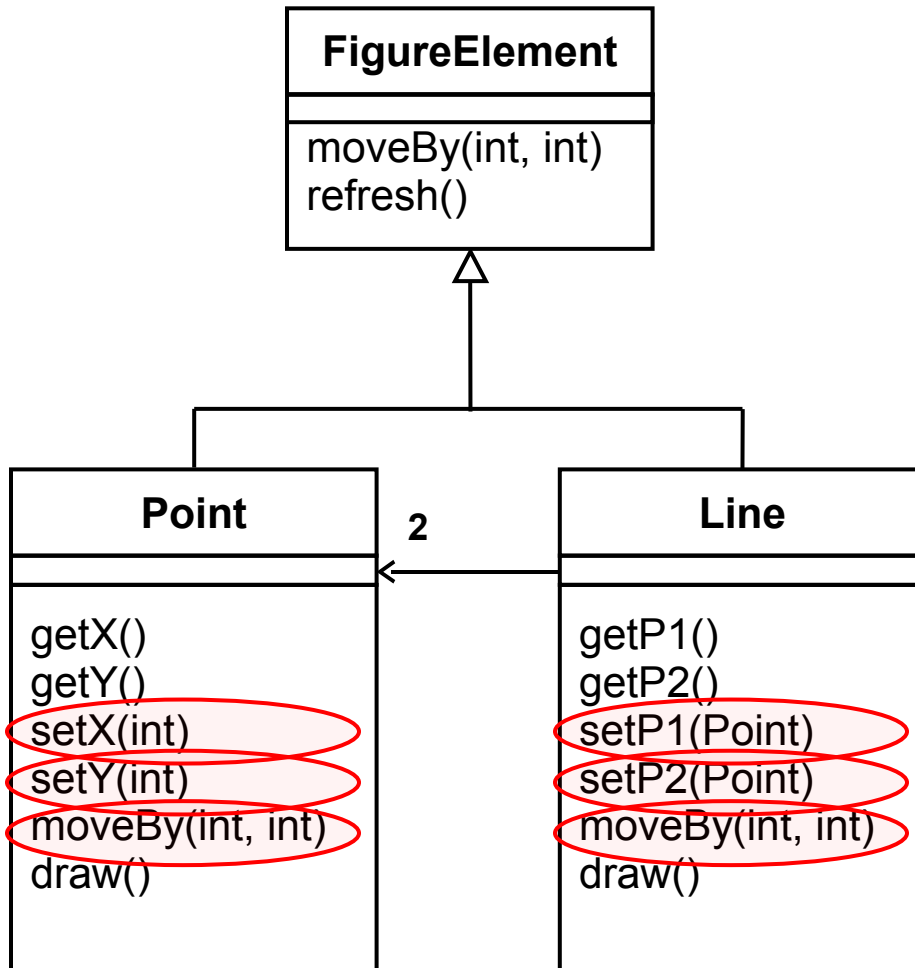 FigureElement
moveBy(int, int)
refresh()
Point
2
Line
getX()
getY()
setX(int)
setY(int)
moveBy(int, int)
draw()
getP1()
getP2()
setP1(Point)
setP2(Point)
moveBy(int, int)
draw()